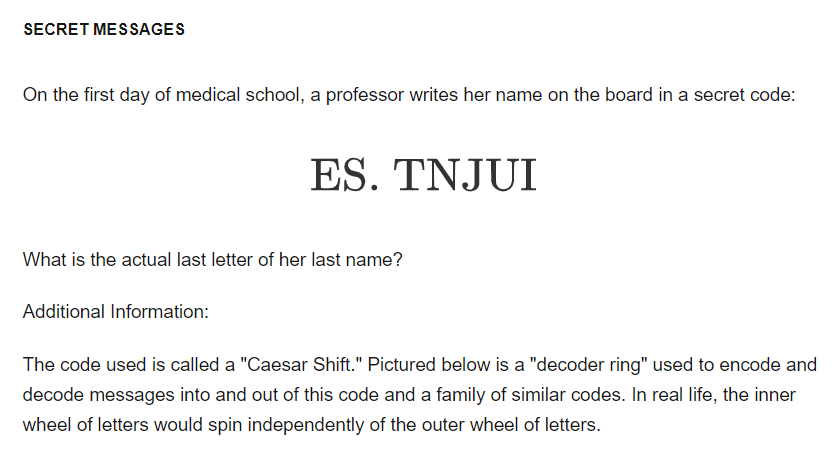 SECRET MESSAGES
On the first day of medical school, a professor writes her name on the board in a secret code:
ES. TNJUI
What is the actual last letter of her last name?
Additional Information:
The code used is called a "Caesar Shift." Pictured below is a "decoder ring" used to encode and
decode messages into and out of this code and a family of similar codes. In real life, the inner
wheel of letters would spin independently of the outer wheel of letters.